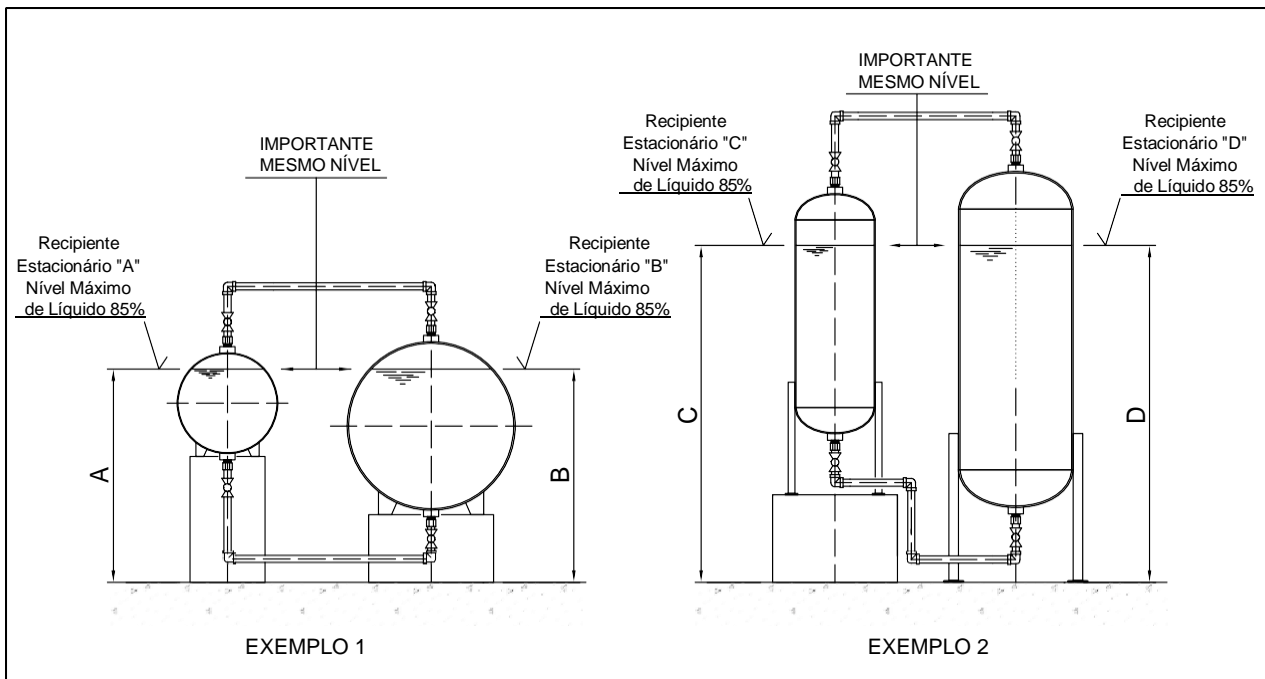 IMPORTANTE
MESMO NÍVEL
Recipiente
Estacionário "A"
Nível Máximo
de Líquido 85%
Recipiente
Estacionário "B"
Nível Máximo
de Líquido 85%
A
B
EXEMPLO 1
IMPORTANTE
MESMO NÍVEL
Recipiente
Estacionário "C"
Nível Máximo
de Líquido 85%
Recipiente
Estacionário "D"
Nível Máximo
de Líquido 85%
C
D
EXEMPLO 2